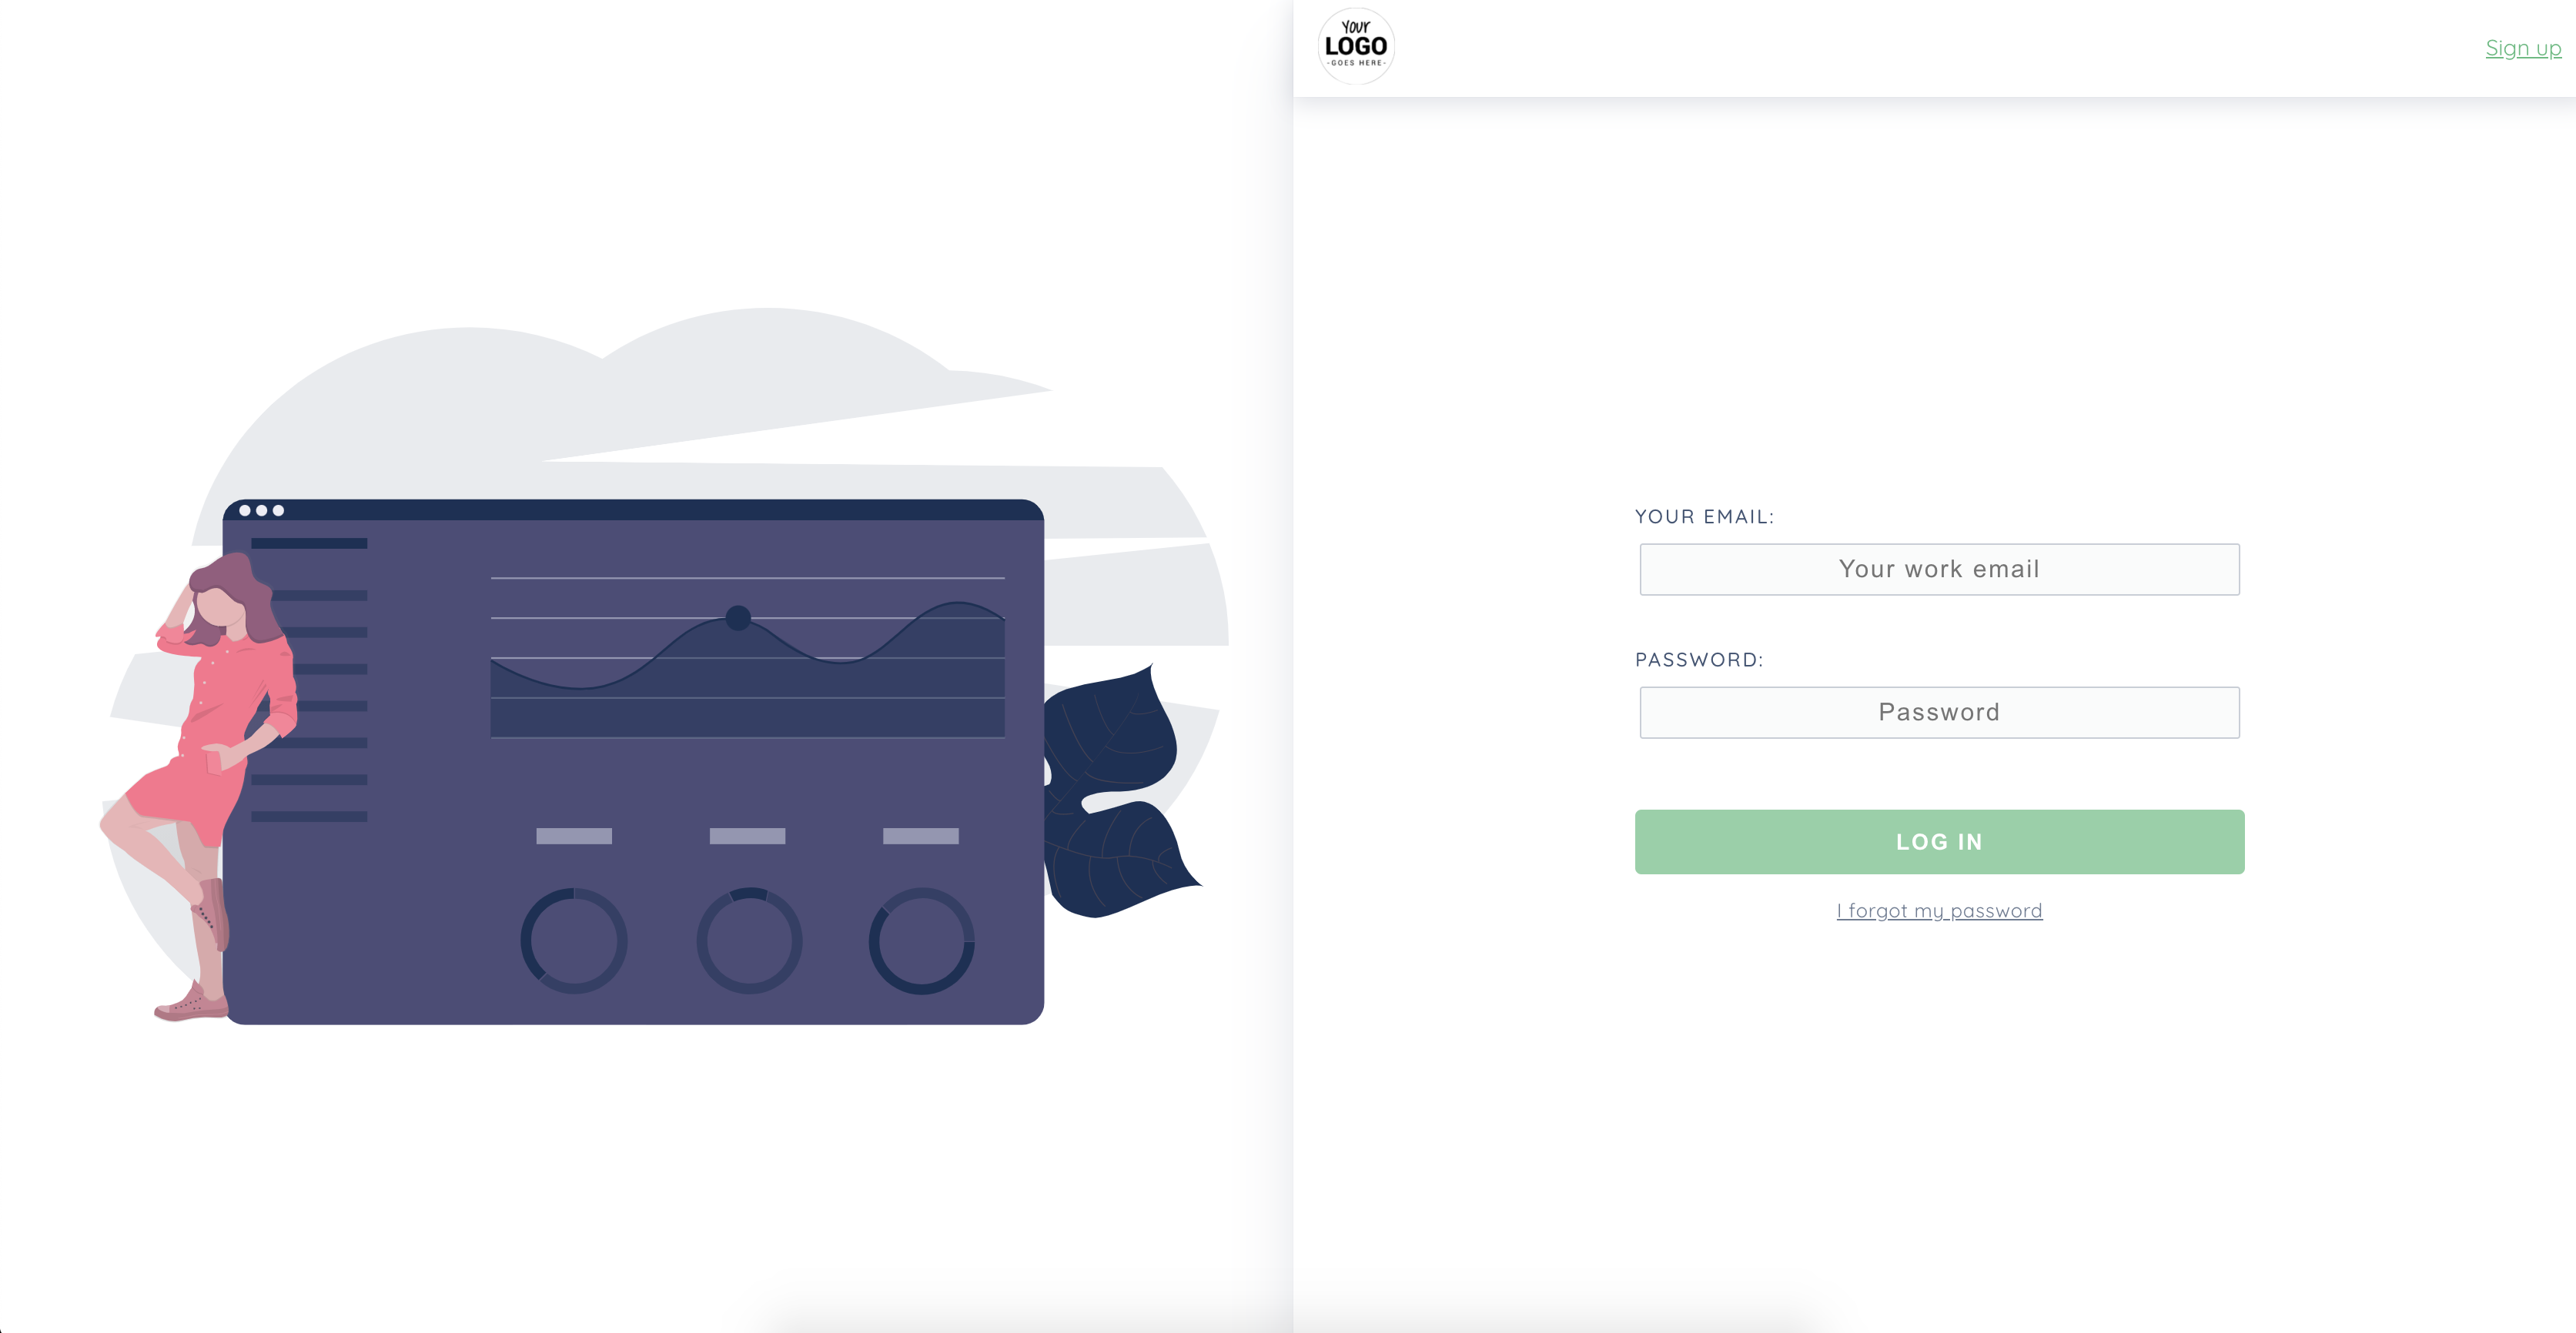 Your
LOGO
-GOES HERE-
Sign up
YOUR EMAIL:
Your work email
PASSWORD:
Password
LOG IN
I forgot my password